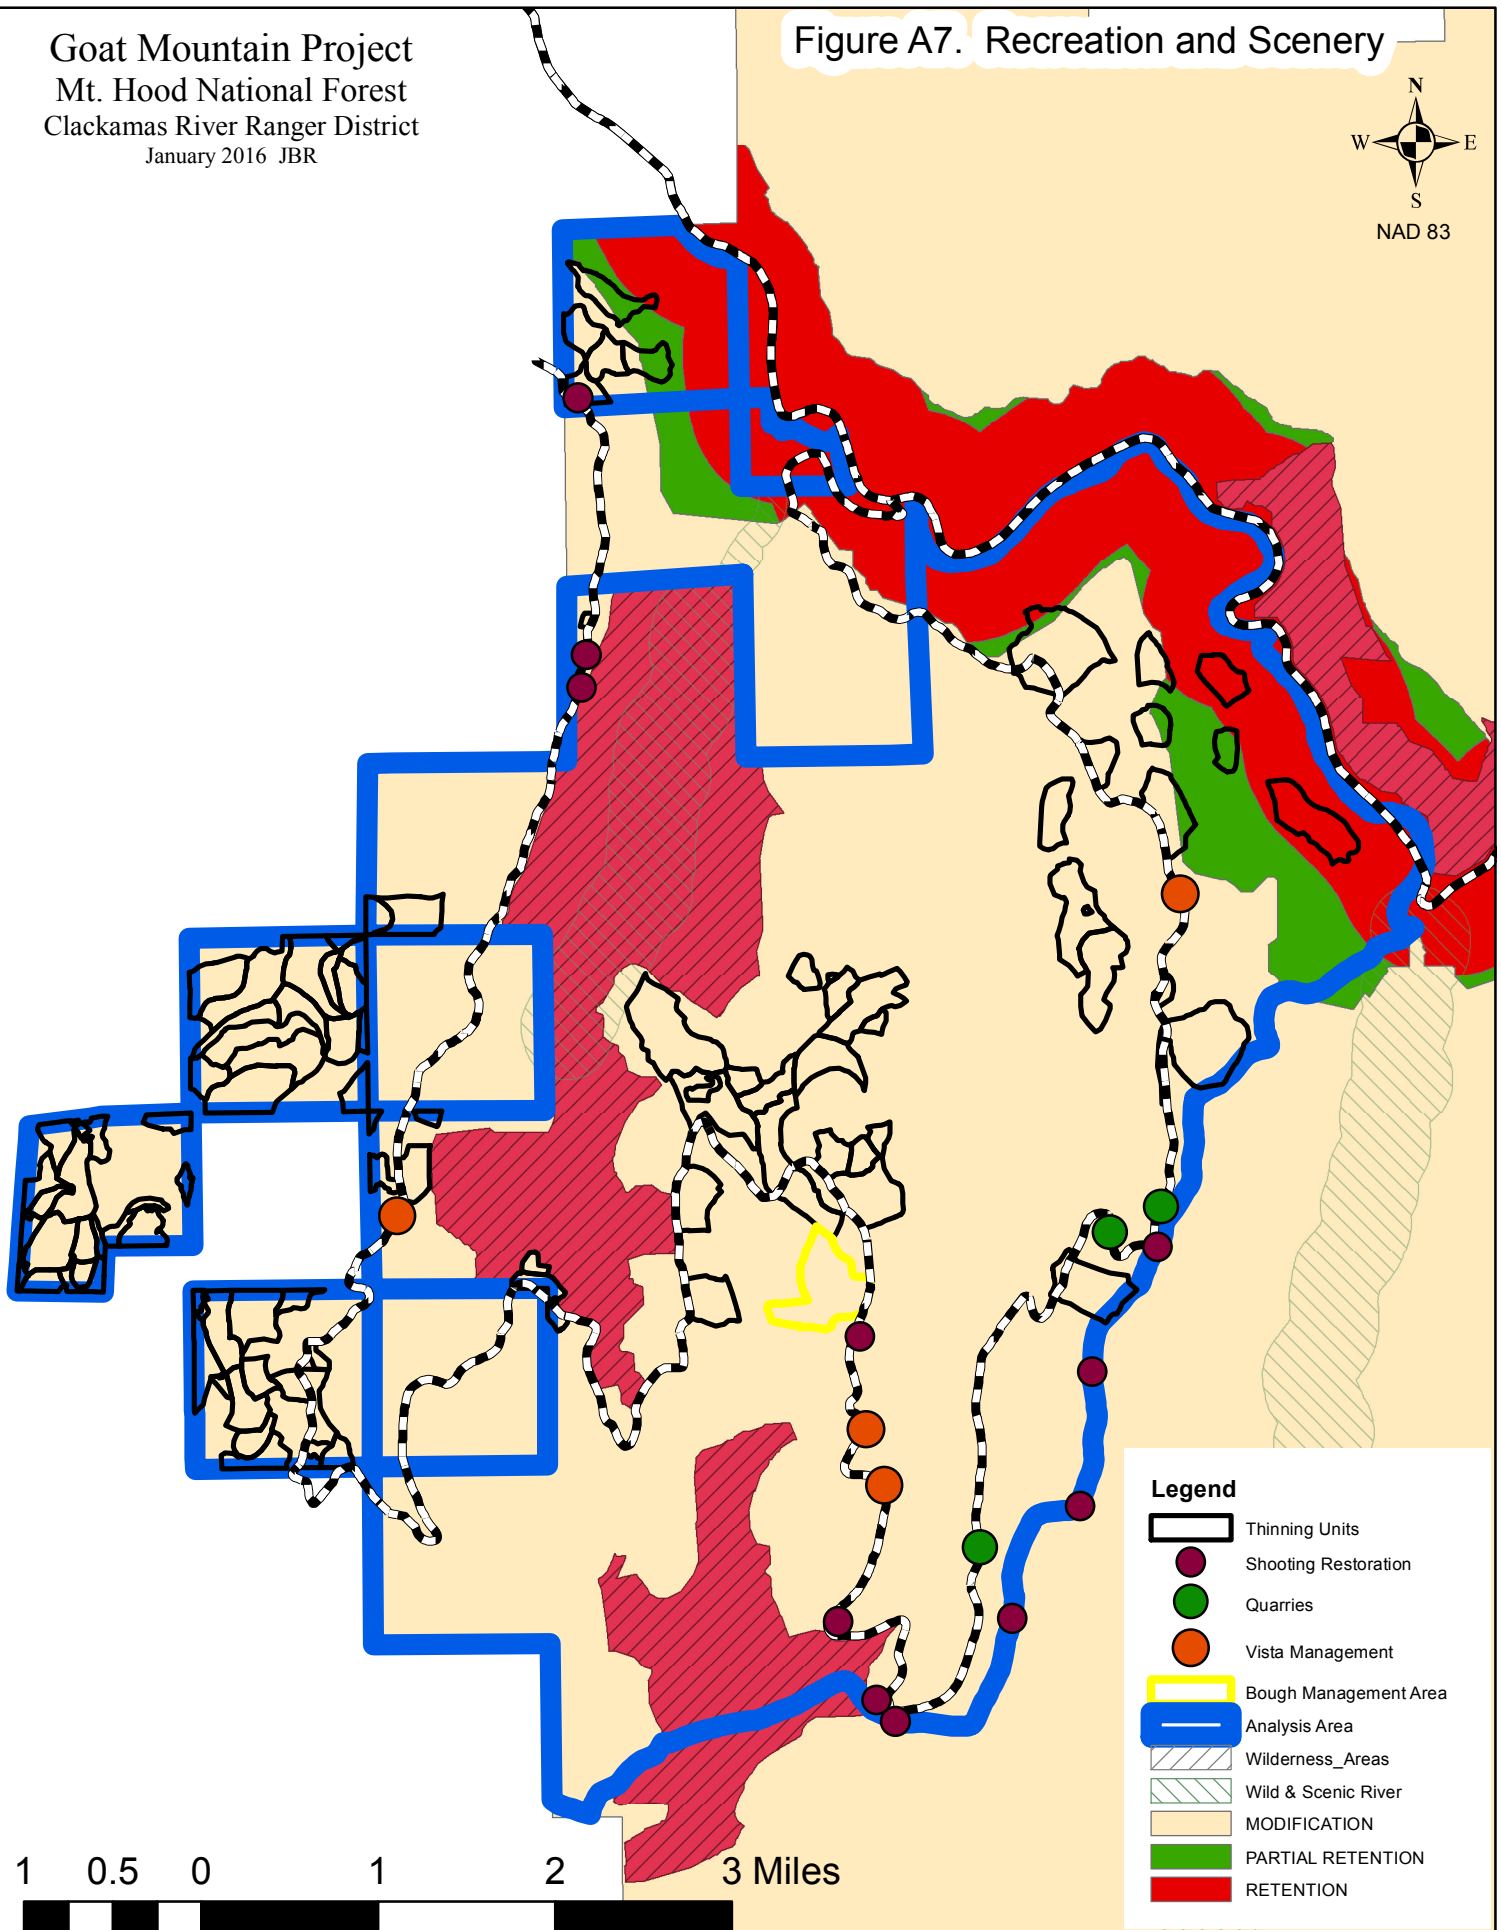 Goat Mountain Project
Mt. Hood National Forest
Clackamas River Ranger District
January 2016 JBR
Figure A7. Recreation and Scenery
N
W E
S
NAD 83
Legend
Thinning Units
Shooting Restoration
Quarries
Vista Management
Bough Management Area
Analysis Area
Wilderness_Areas
Wild & Scenic River
MODIFICATION
PARTIAL RETENTION
RETENTION
1 0.5 0 1 2 3 Miles